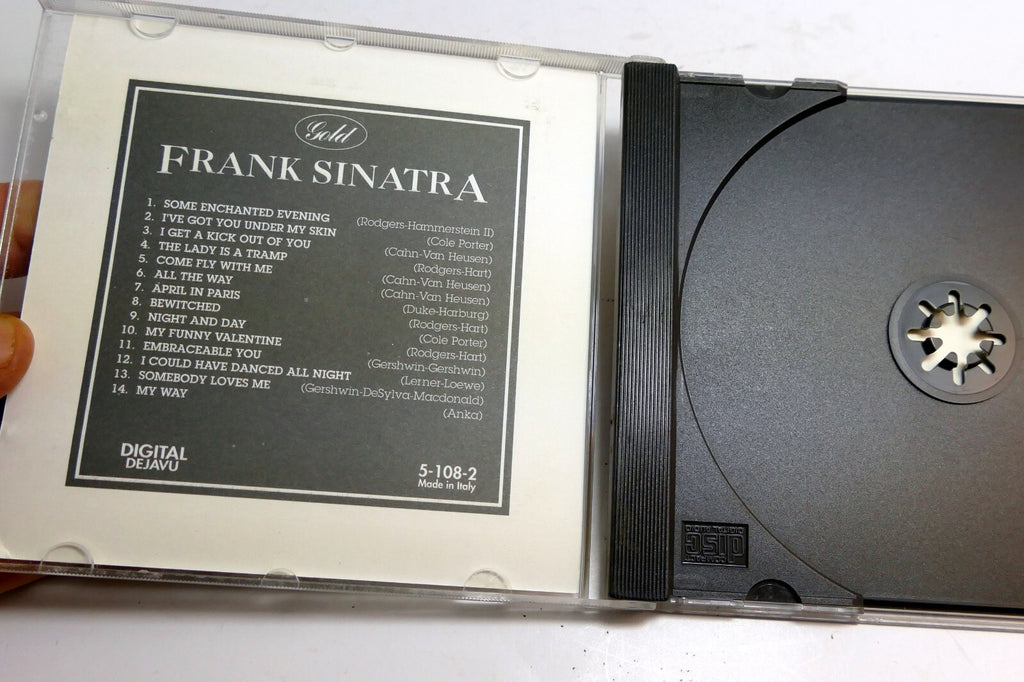 Gold
FRANK SINATRA
1. SOME ENCHANTED EVENING (Rodgers-Hammerstein II)
2. I'VE GOT YOU UNDER MY SKIN (Cole Porter)
3. I GET A KICK OUT OF YOU (Cahn-Van Heusen)
4. THE LADY IS A TRAMP (Rodgers-Hart)
5. COME FLY WITH ME (Cahn-Van Heusen)
6. ALL THE WAY (Cahn-Van Heusen)
7. APRIL IN PARIS (Duke-Harburg)
8. BEWITCHED (Rodgers-Hart)
9. NIGHT AND DAY (Cole Porter)
10. MY FUNNY VALENTINE (Rodgers-Hart)
11. EMBRACEABLE YOU (Gershwin-Gershwin)
12. I COULD HAVE DANCED ALL NIGHT (Lerner-Loewe)
13. SOMEBODY LOVES ME (Gershwin-DeSylva-Macdonald)
14. MY WAY (Anka)
DIGITAL
DEJAVU
5-108-2
Made in Italy
COMPACT
disc
DIGITAL AUDIO